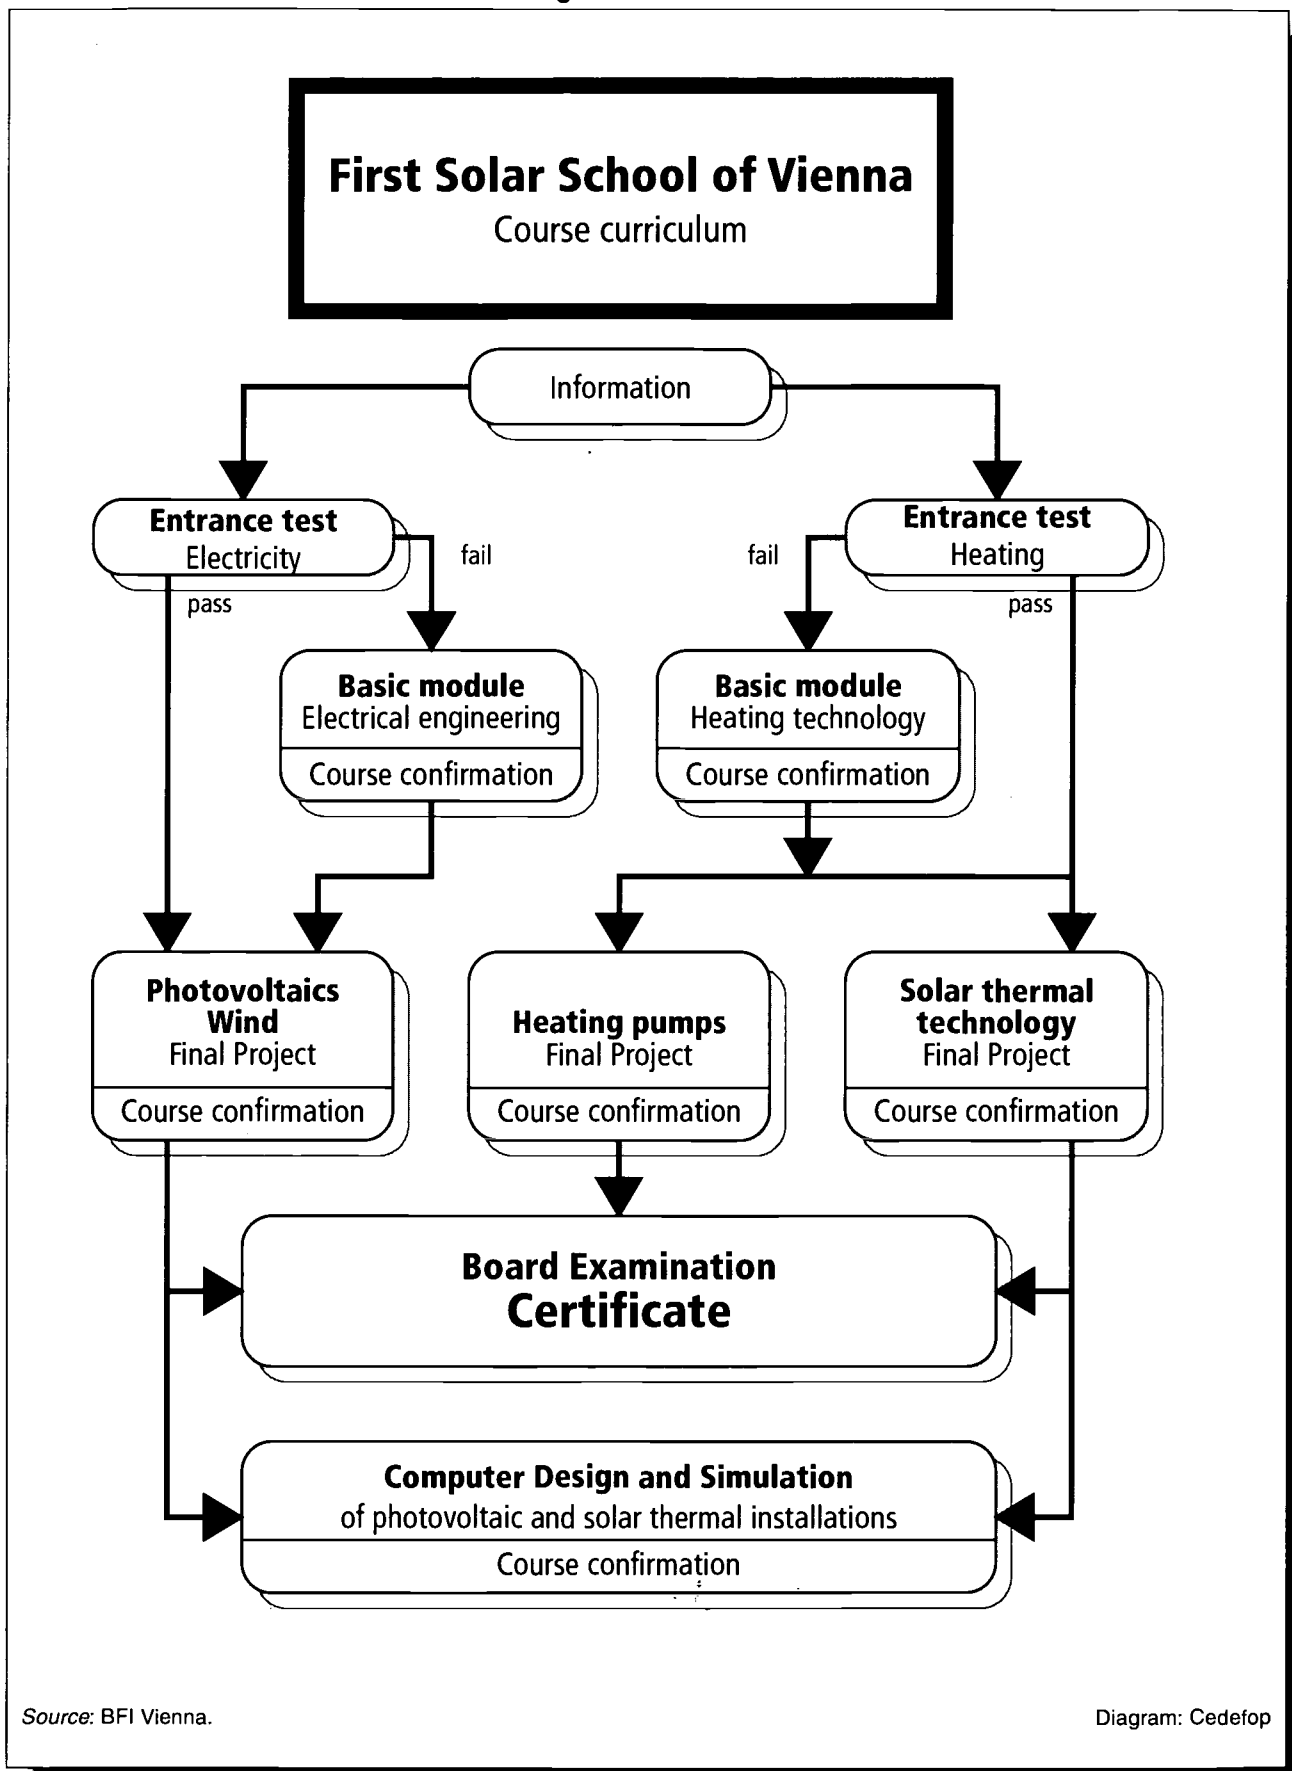 First Solar School of Vienna
Course curriculum
Information
Entrance test
Electricity
Entrance test
Heating
fail
fail
pass
pass
Basic module
Electrical engineering
Course confirmation
Basic module
Heating technology
Course confirmation
Photovoltaics
Wind
Final Project
Course confirmation
Heating pumps
Final Project
Course confirmation
Solar thermal
technology
Final Project
Course confirmation
Board Examination
Certificate
Computer Design and Simulation
of photovoltaic and solar thermal installations
Course confirmation
Source: BFI Vienna.
Diagram: Cedefop